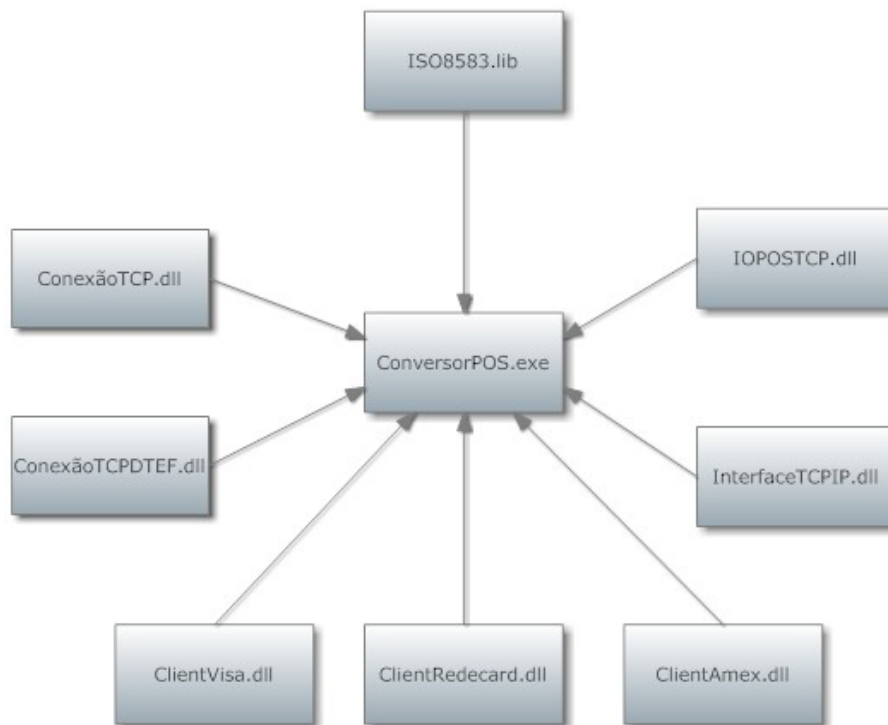 ISO8583.lib
ConexãoTCP.dll
IOPOSTCP.dll
ConversorPOS.exe
ConexãoTCPDTEF.dll
InterfaceTCPIP.dll
ClientVisa.dll
ClientRedecard.dll
ClientAmex.dll